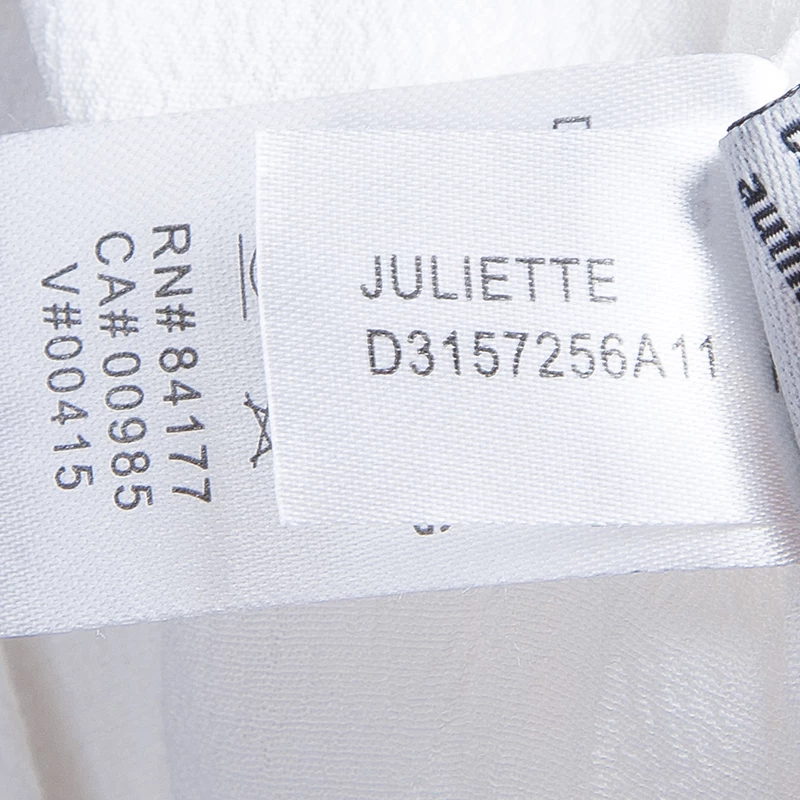 JULIETTE
D3157256A11
RN# 84177
CA# 00985
V#00415